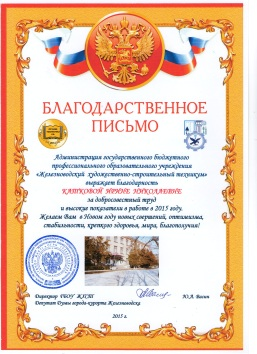 БЛАГОДАРСТВЕННОЕ
ПИСЬМО
Администрация государственного бюджетного
профессионального образовательного учреждения
«Железноводский художественно-строительный техникум»
выражает благодарность
КАТКОВОЙ ИРИНЕ НИКОЛАЕВНЕ
за добросовестный труд
и высокие показатели в работе в 2015 году.
Желаем Вам в Новом году новых свершений, оптимизма,
стабильности, крепкого здоровья, мира, благополучия!
Директор ГБОУ ЖХСТ Ю.А. Васин
Депутат Думы города-курорта Железноводска
2015 г.